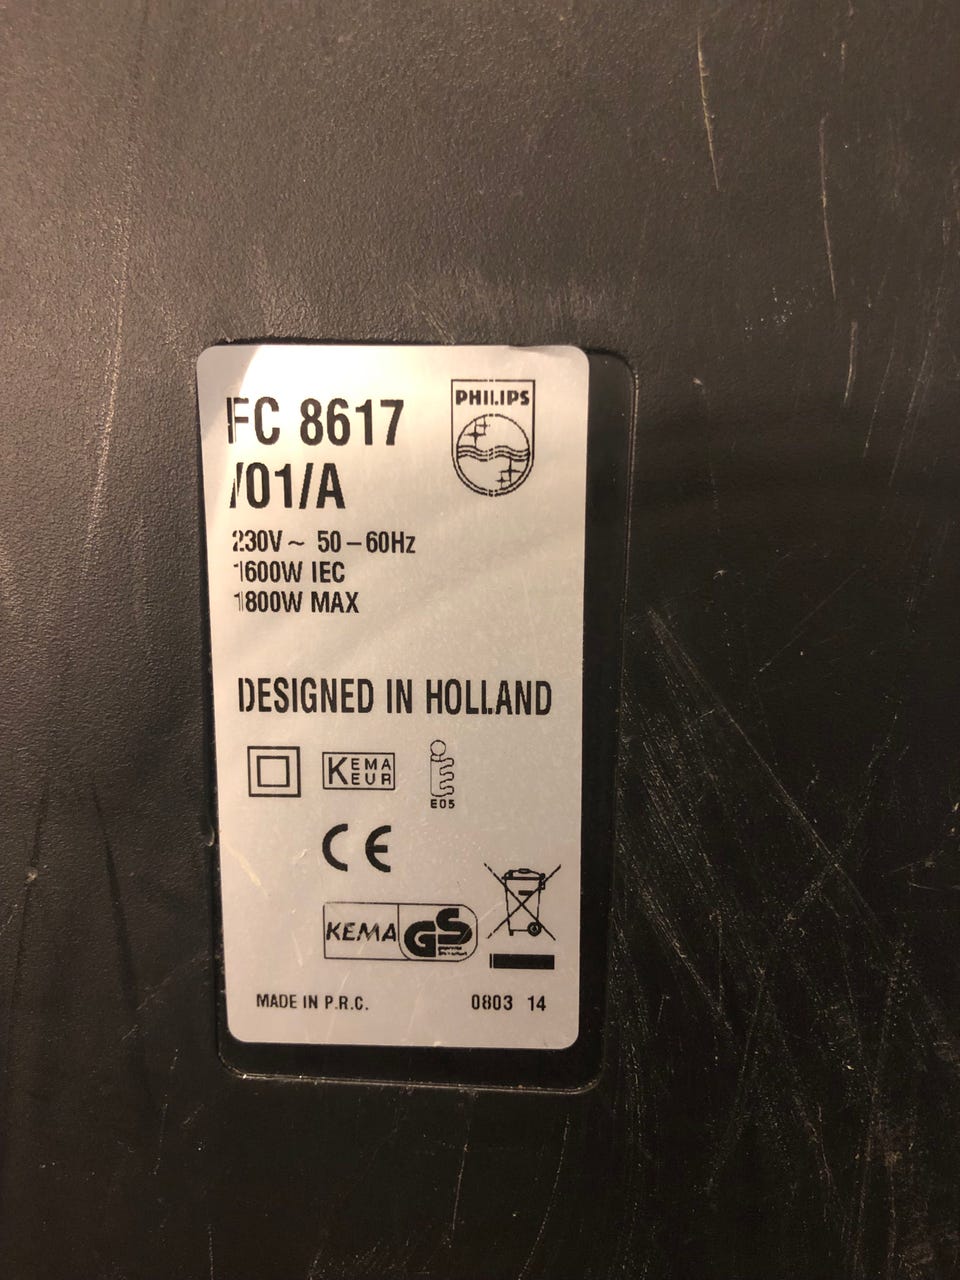 FC 8617
/01/A
PHILIPS
230V ~ 50-60Hz
1600W IEC
1800W MAX
DESIGNED IN HOLLAND
KEMA
KEUR
E05
CE
KEMA GS
MADE IN P.R.C. 0803 14